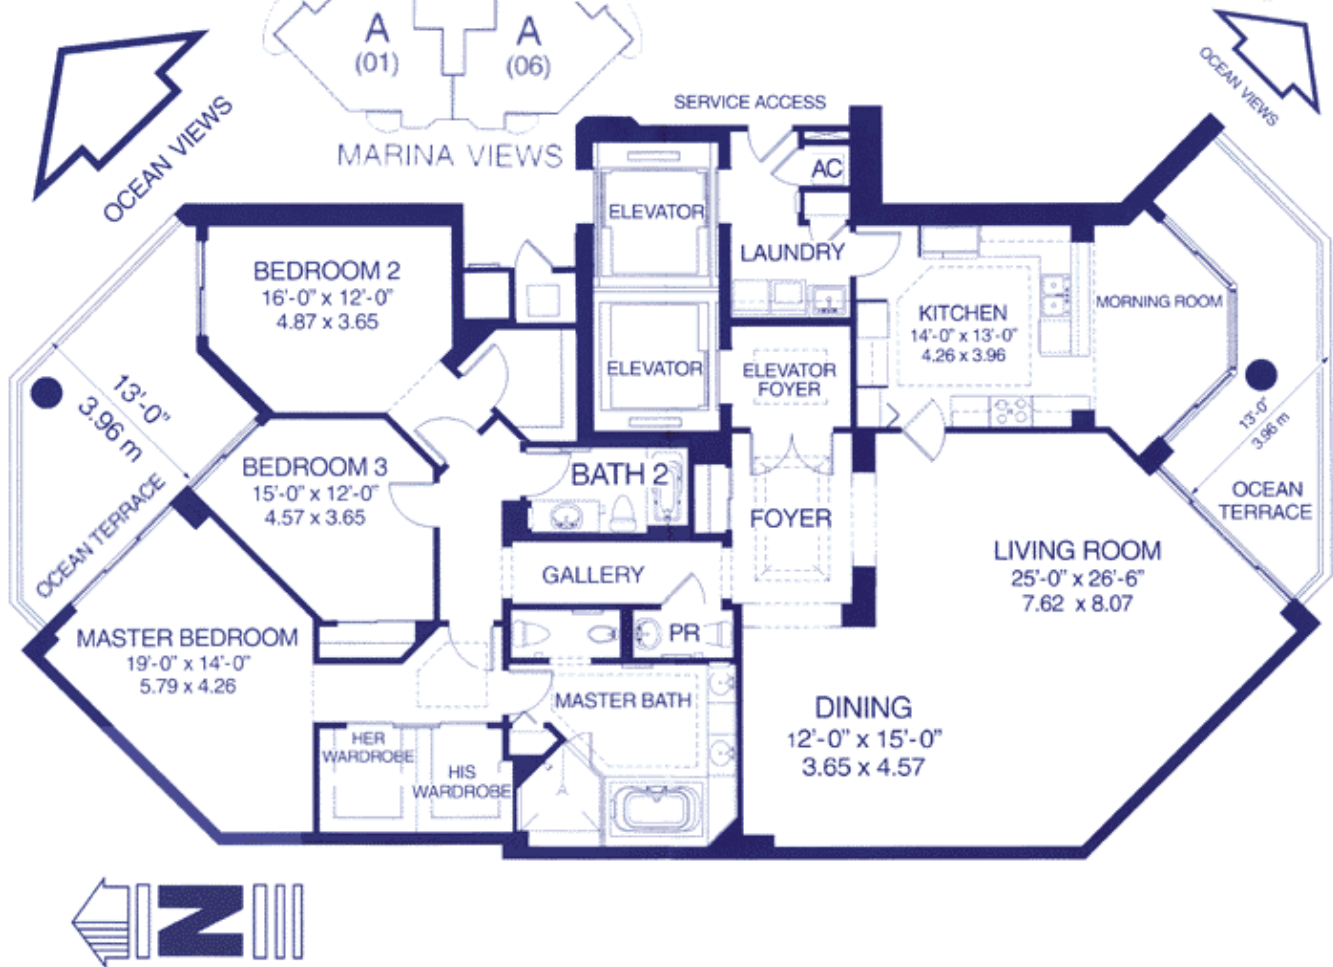 A
(01)
A
(06)
MARINA VIEWS
OCEAN VIEWS
OCEAN VIEWS
SERVICE ACCESS
AC
ELEVATOR
LAUNDRY
BEDROOM 2
16'-0" x 12'-0"
4.87 x 3.65
KITCHEN
14'-0" x 13'-0"
4.26 x 3.96
MORNING ROOM
ELEVATOR
ELEVATOR
FOYER
13'-0"
3.96 m
OCEAN TERRACE
13'-0"
3.96 m
OCEAN
TERRACE
BEDROOM 3
15'-0" x 12'-0"
4.57 x 3.65
BATH 2
FOYER
LIVING ROOM
25'-0" x 26'-6"
7.62 x 8.07
GALLERY
PR
MASTER BEDROOM
19'-0" x 14'-0"
5.79 x 4.26
MASTER BATH
DINING
12'-0" x 15'-0"
3.65 x 4.57
HER
WARDROBE
HIS
WARDROBE
N